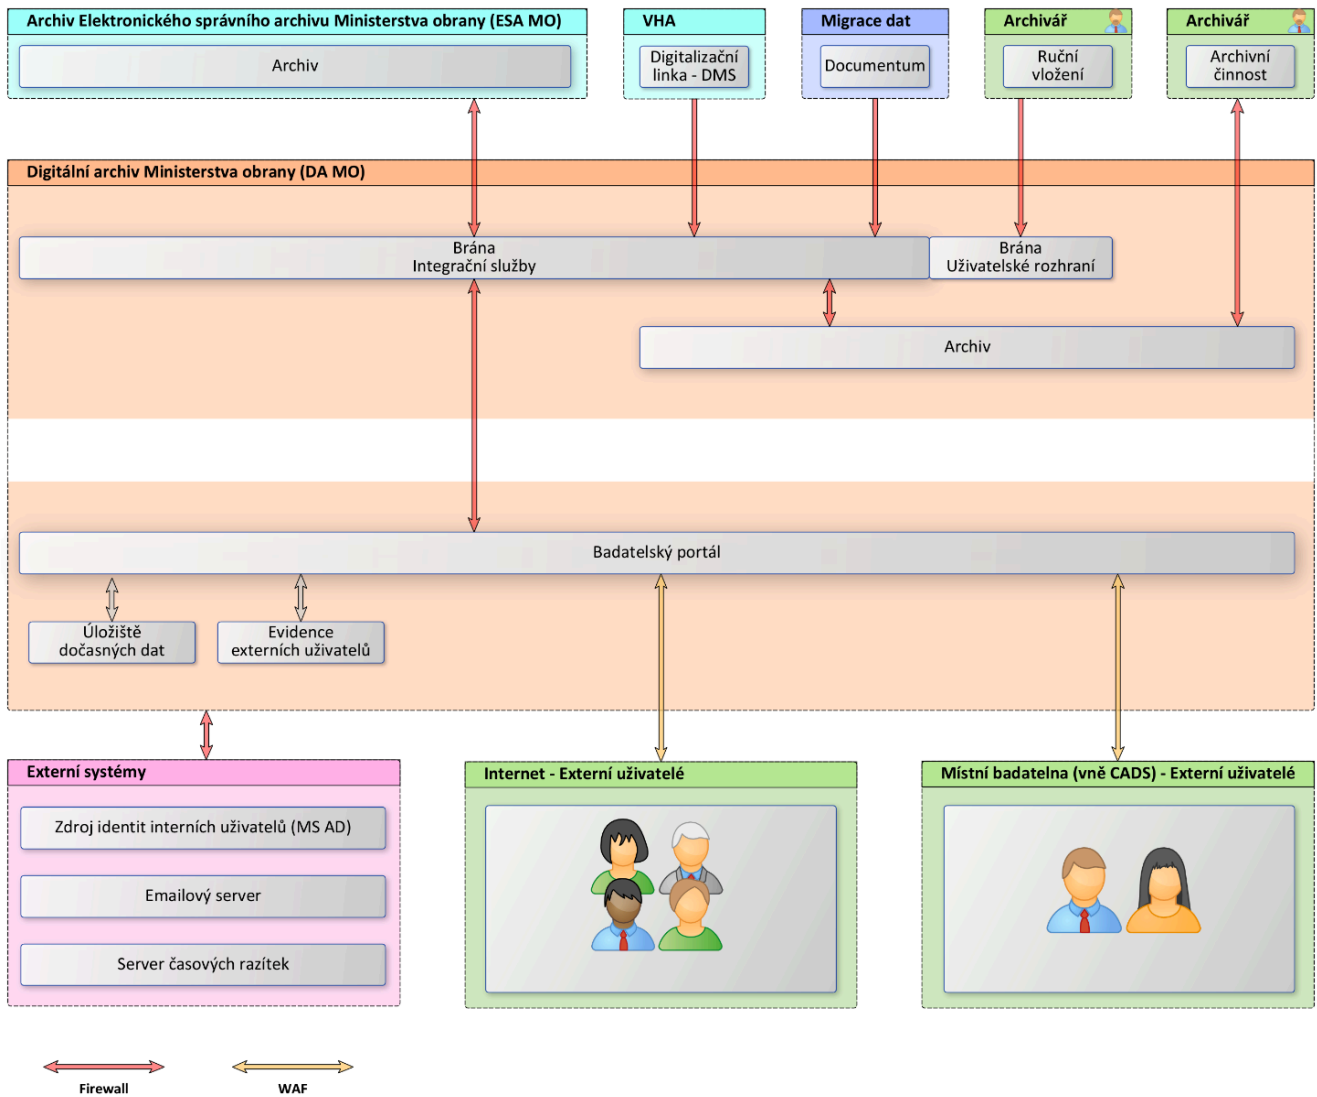 Archiv Elektronického správního archivu Ministerstva obrany (ESA MO)
Archiv
VHA
Digitalizační
linka - DMS
Migrace dat
Documentum
Archivář
Ruční
vložení
Archivář
Archivní
činnost
Digitální archiv Ministerstva obrany (DA MO)
Brána
Integrační služby
Brána
Uživatelské rozhraní
Archiv
Badatelský portál
Úložiště
dočasných dat
Evidence
externích uživatelů
Externí systémy
Zdroj identit interních uživatelů (MS AD)
Emailový server
Server časových razítek
Internet - Externí uživatelé
Místní badatelna (vně CADS) - Externí uživatelé
Firewall
WAF